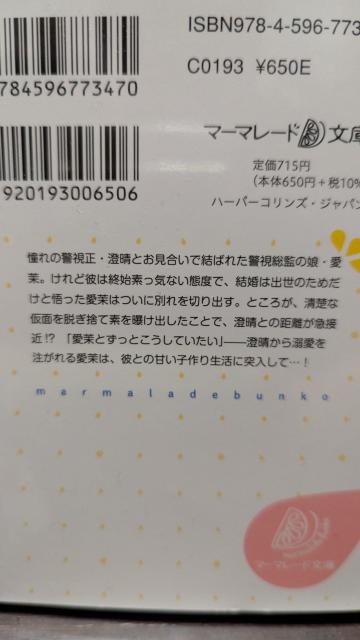 ISBN978-4-596-773
C0193 ¥650E
784596773470
マーマレード文庫
920193006506
定価715円
(本体650円+税10%
ハーパーコリンズ・ジャパン
憧れの警視正・澄晴とお見合いで結ばれた警視総監の娘・愛
茉。けれど彼は終始素っ気ない態度で、結婚は出世のためだ
けと悟った愛茉はついに別れを切り出す。ところが、清楚な
仮面を脱ぎ捨て素を曝け出したことで、澄晴との距離が急接
近!?「愛茉とずっとこうしていたい」――澄晴から溺愛を
注がれる愛茉は、彼との甘い子作り生活に突入して…!
marmaladebunko
マーマレード文庫